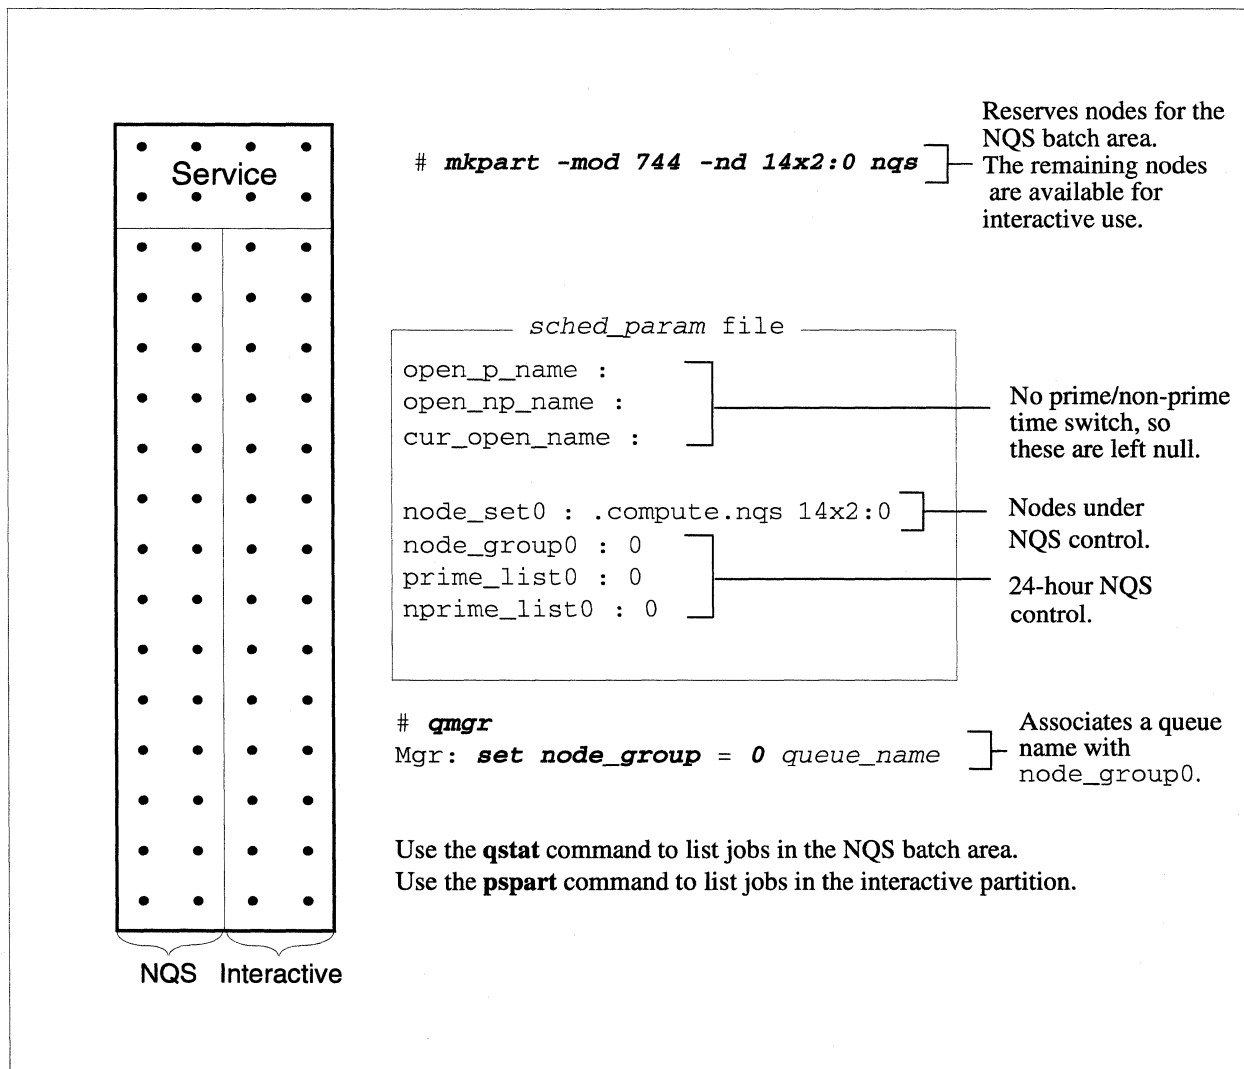 Service
# mkpart -mod 744 -nd 14x2:0 nqs
Reserves nodes for the
NQS batch area.
The remaining nodes
are available for
interactive use.
sched_param file
open_p_name :
open_np_name :
cur_open_name :
No prime/non-prime
time switch, so
these are left null.
node_set0 : .compute.nqs 14x2:0
node_group0 : 0
prime_list0 : 0
nprime_list0 : 0
Nodes under
NQS control.
24-hour NQS
control.
# qmgr
Mgr: set node_group = 0 queue_name
Associates a queue
name with
node_group0.
Use the qstat command to list jobs in the NQS batch area.
Use the pspart command to list jobs in the interactive partition.
NQS Interactive